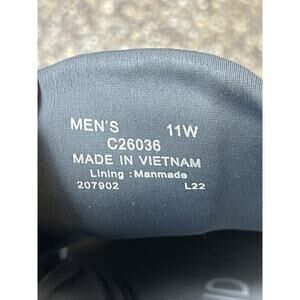 MEN'S 11W
C26036
MADE IN VIETNAM
Lining : Manmade
207902 L22